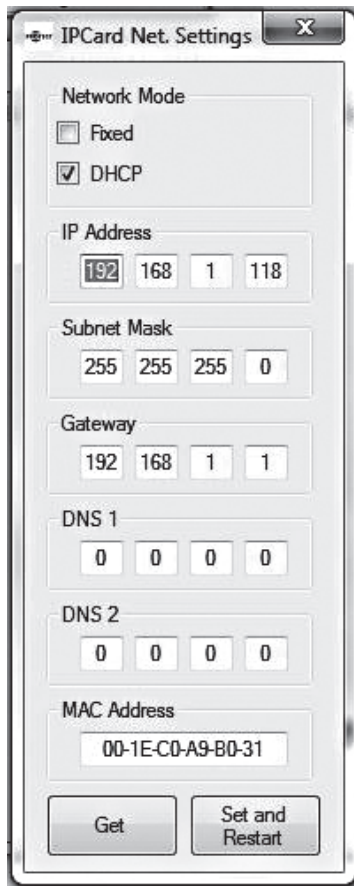 IPCard Net. Settings X
Network Mode
Fixed
DHCP
IP Address
192 168 1 118
Subnet Mask
255 255 255 0
Gateway
192 168 1 1
DNS 1
0 0 0 0
DNS 2
0 0 0 0
MAC Address
00-1E-C0-A9-B0-31
Get Set and
Restart